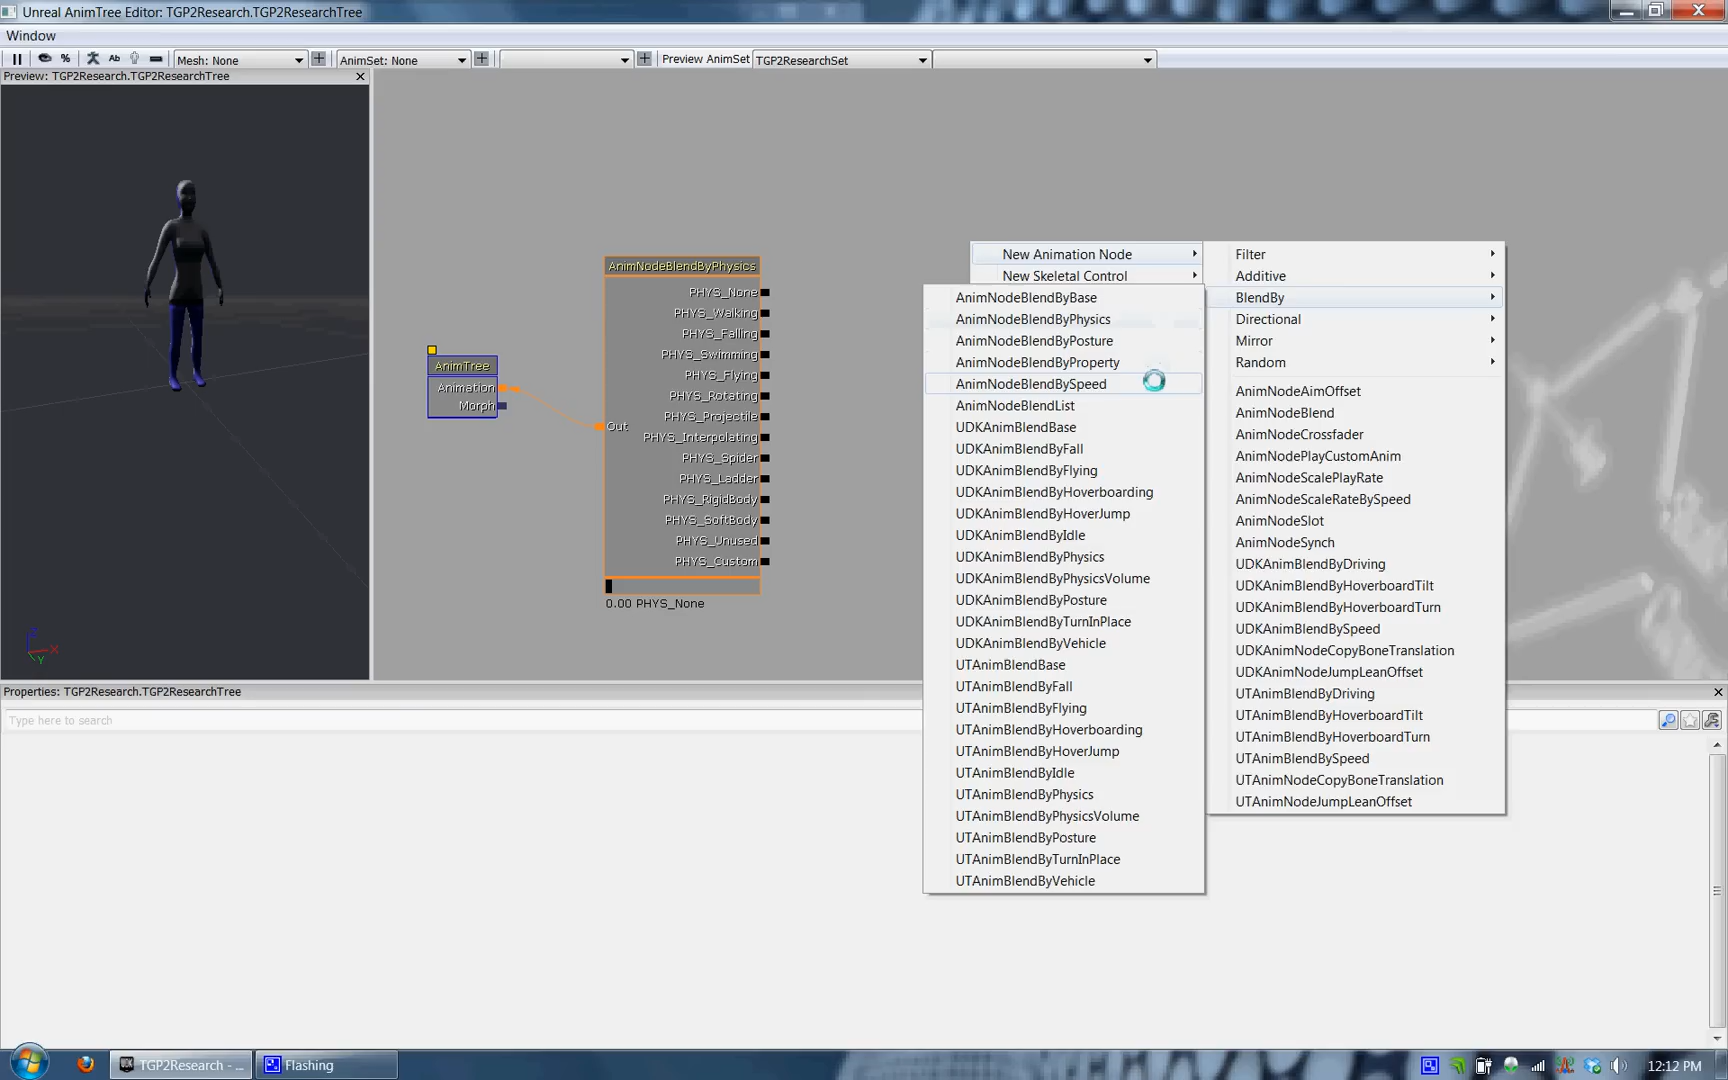 Unreal AnimTree Editor: TGP2Research.TGP2ResearchTree
Window
Ab
Mesh: None
AnimSet: None
Preview AnimSet
TGP2ResearchSet
Preview: TGP2Research.TGP2ResearchTree
AnimTree
Animation
Morph
AnimNodeBlendByPhysics
PHYS_None
PHYS_Walking
PHYS_Falling
PHYS_Swimming
PHYS_Flying
PHYS_Rotating
PHYS_Projectile
Out
PHYS_Interpolating
PHYS_Spider
PHYS_Ladder
PHYS_RigidBody
PHYS_SoftBody
PHYS_Unused
PHYS_Custom
0.00 PHYS_None
New Animation Node
New Skeletal Control
AnimNodeBlendByBase
AnimNodeBlendByPhysics
AnimNodeBlendByPosture
AnimNodeBlendByProperty
AnimNodeBlendBySpeed
AnimNodeBlendList
UDKAnimBlendBase
UDKAnimBlendByFall
UDKAnimBlendByFlying
UDKAnimBlendByHoverboarding
UDKAnimBlendByHoverJump
UDKAnimBlendByIdle
UDKAnimBlendByPhysics
UDKAnimBlendByPhysicsVolume
UDKAnimBlendByPosture
UDKAnimBlendByTurnInPlace
UDKAnimBlendByVehicle
UTAnimBlendBase
UTAnimBlendByFall
UTAnimBlendByFlying
UTAnimBlendByHoverboarding
UTAnimBlendByHoverJump
UTAnimBlendByIdle
UTAnimBlendByPhysics
UTAnimBlendByPhysicsVolume
UTAnimBlendByPosture
UTAnimBlendByTurnInPlace
UTAnimBlendByVehicle
Filter
Additive
BlendBy
Directional
Mirror
Random
AnimNodeAimOffset
AnimNodeBlend
AnimNodeCrossfader
AnimNodePlayCustomAnim
AnimNodeScalePlayRate
AnimNodeScaleRateBySpeed
AnimNodeSlot
AnimNodeSynch
UDKAnimBlendByDriving
UDKAnimBlendByHoverboardTilt
UDKAnimBlendByHoverboardTurn
UDKAnimBlendBySpeed
UDKAnimNodeCopyBoneTranslation
UDKAnimNodeJumpLeanOffset
UTAnimBlendByDriving
UTAnimBlendByHoverboardTilt
UTAnimBlendByHoverboardTurn
UTAnimBlendBySpeed
UTAnimNodeCopyBoneTranslation
UTAnimNodeJumpLeanOffset
Z
X
Y
Properties: TGP2Research.TGP2ResearchTree
Type here to search
TGP2Research - ...
Flashing
12:12 PM